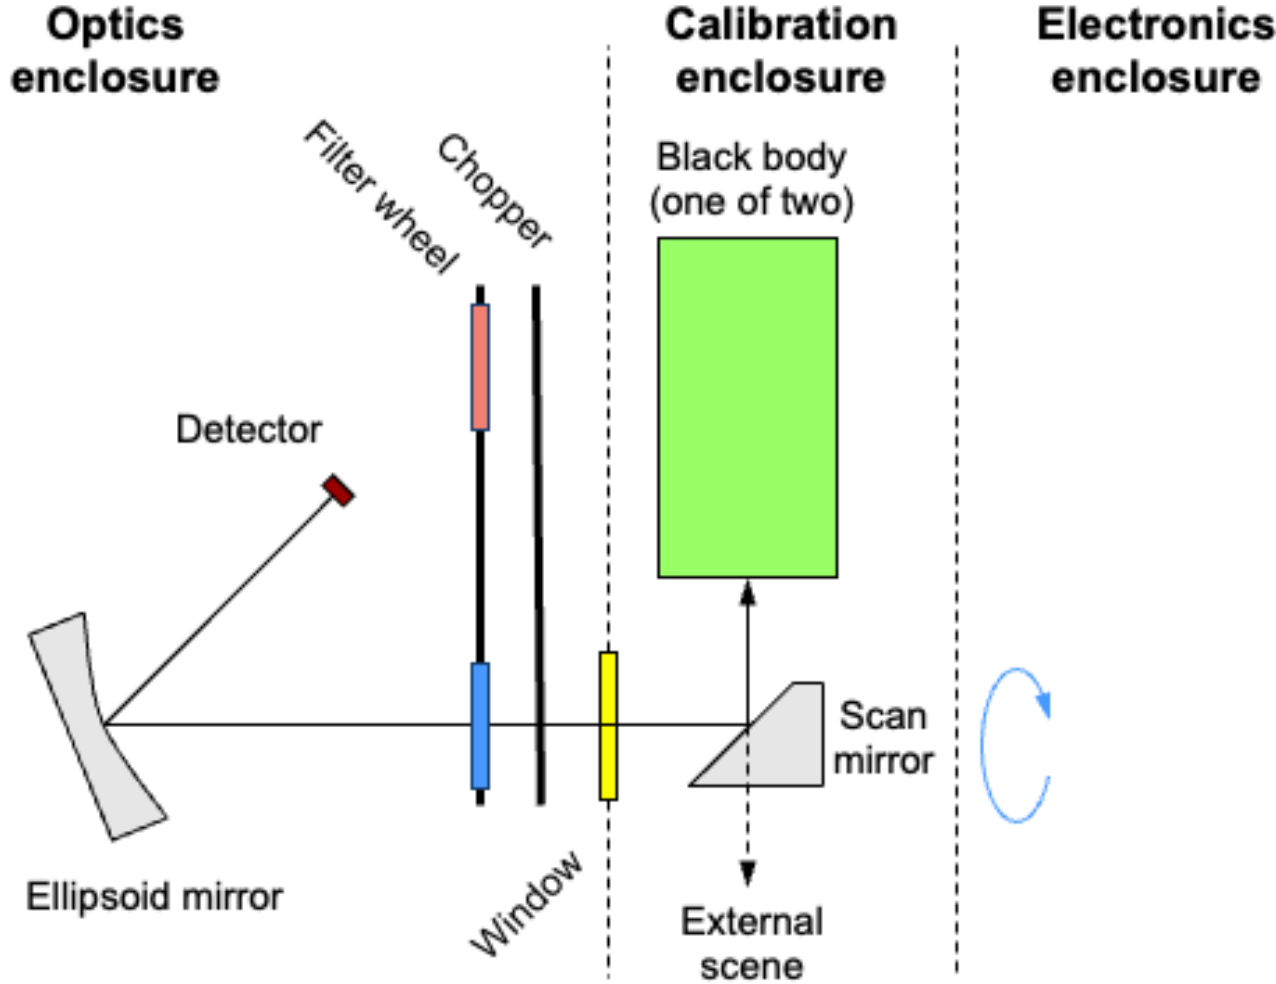 Optics
enclosure
Calibration
enclosure
Electronics
enclosure
Filter wheel
Chopper
Black body
(one of two)
Detector
Scan
mirror
Ellipsoid mirror
Window
External
scene